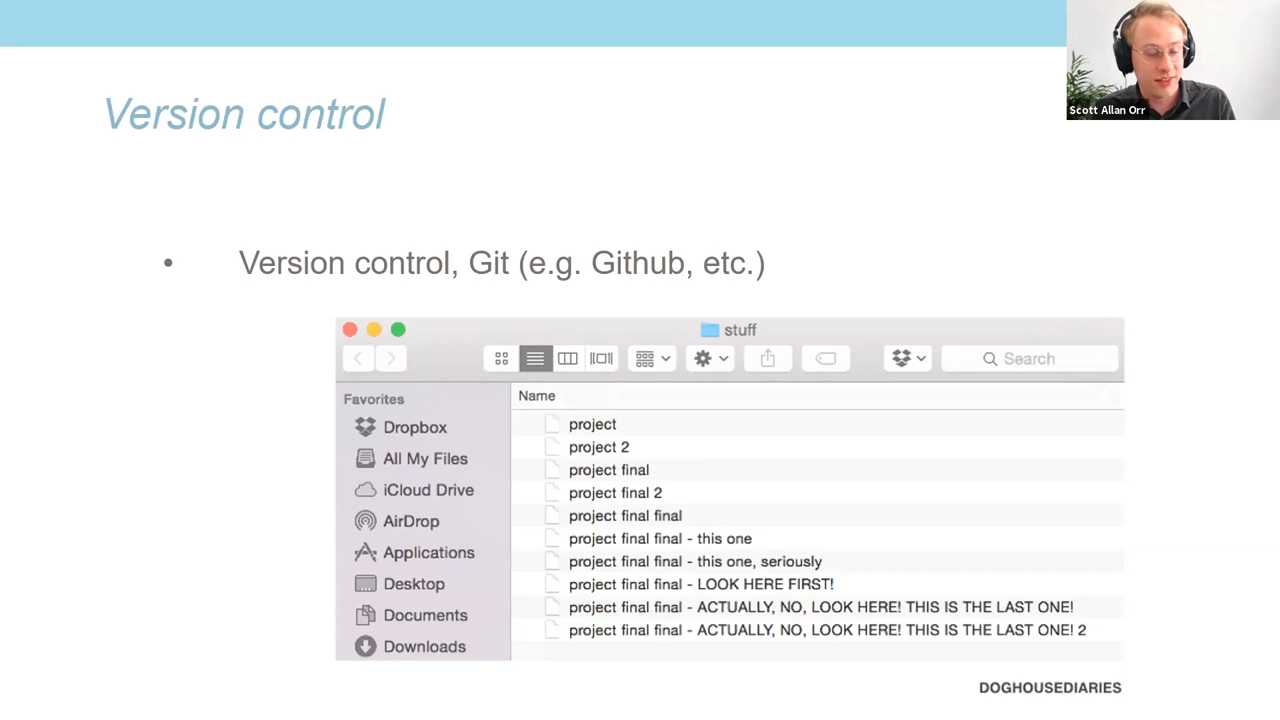 Scott Allan Orr
Version control
• Version control, Git (e.g. Github, etc.)
stuff
Search
Favorites
Dropbox
All My Files
iCloud Drive
AirDrop
Applications
Desktop
Documents
Downloads
Name
project
project 2
project final
project final 2
project final final
project final final - this one
project final final - this one, seriously
project final final - LOOK HERE FIRST!
project final final - ACTUALLY, NO, LOOK HERE! THIS IS THE LAST ONE!
project final final - ACTUALLY, NO, LOOK HERE! THIS IS THE LAST ONE! 2
DOGHOUSEDIARIES